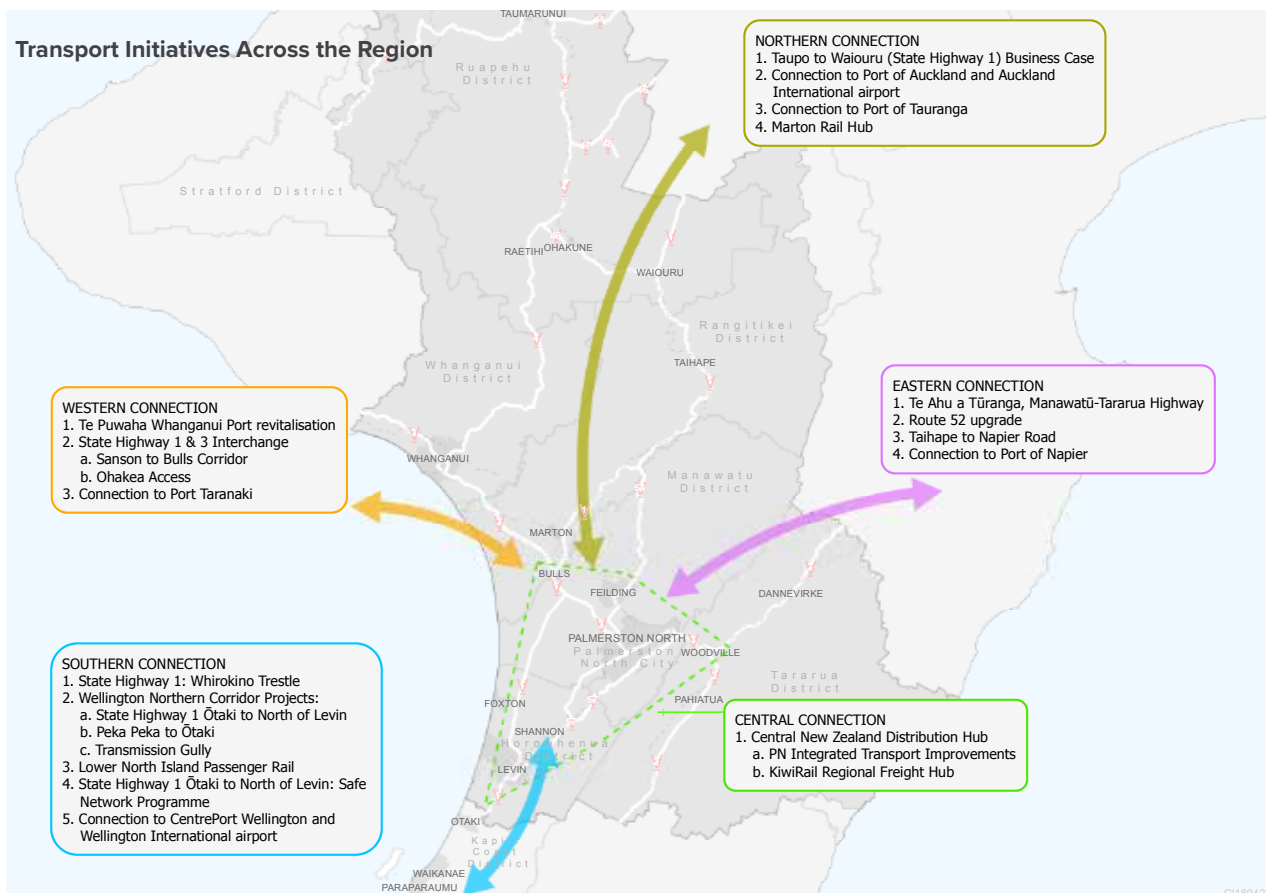 TAUMARUNUI
Transport Initiatives Across the Region
NORTHERN CONNECTION
1. Taupo to Waiouru (State Highway 1) Business Case
2. Connection to Port of Auckland and Auckland
International airport
3. Connection to Port of Tauranga
4. Marton Rail Hub
Ruapehu
District
Stratford District
RAETIHI
OHAKUNE
WAIOURU
Rangitikei
District
TAIHAPE
Whanganui
District
WESTERN CONNECTION
1. Te Puwaha Whanganui Port revitalisation
2. State Highway 1 & 3 Interchange
a. Sanson to Bulls Corridor
b. Ohakea Access
3. Connection to Port Taranaki
EASTERN CONNECTION
1. Te Ahu a Tūranga, Manawatū-Tararua Highway
2. Route 52 upgrade
3. Taihape to Napier Road
4. Connection to Port of Napier
WHANGANUI
Manawatu
District
MARTON
BULLS
FEILDING
DANNEVIRKE
PALMERSTON NORTH
Palmerston
North City
WOODVILLE
Tararua
District
PAHIATUA
FOXTON
SHANNON
Horowhenua
District
LEVIN
SOUTHERN CONNECTION
1. State Highway 1: Whirokino Trestle
2. Wellington Northern Corridor Projects:
a. State Highway 1 Ōtaki to North of Levin
b. Peka Peka to Ōtaki
c. Transmission Gully
3. Lower North Island Passenger Rail
4. State Highway 1 Ōtaki to North of Levin: Safe
Network Programme
5. Connection to CentrePort Wellington and
Wellington International airport
CENTRAL CONNECTION
1. Central New Zealand Distribution Hub
a. PN Integrated Transport Improvements
b. KiwiRail Regional Freight Hub
OTAKI
Kapiti
Coast
District
WAIKANAE
PARAPARAUMU